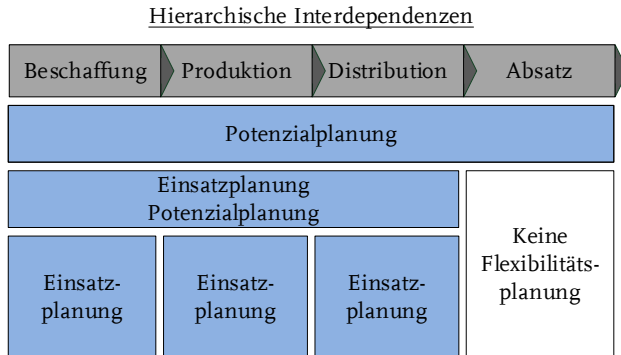 Hierarchische Interdependenzen
Beschaffung
Produktion
Distribution
Absatz
Potenzialplanung
Einsatzplanung
Potenzialplanung
Keine
Flexibilitäts-
planung
Einsatz-
planung
Einsatz-
planung
Einsatz-
planung